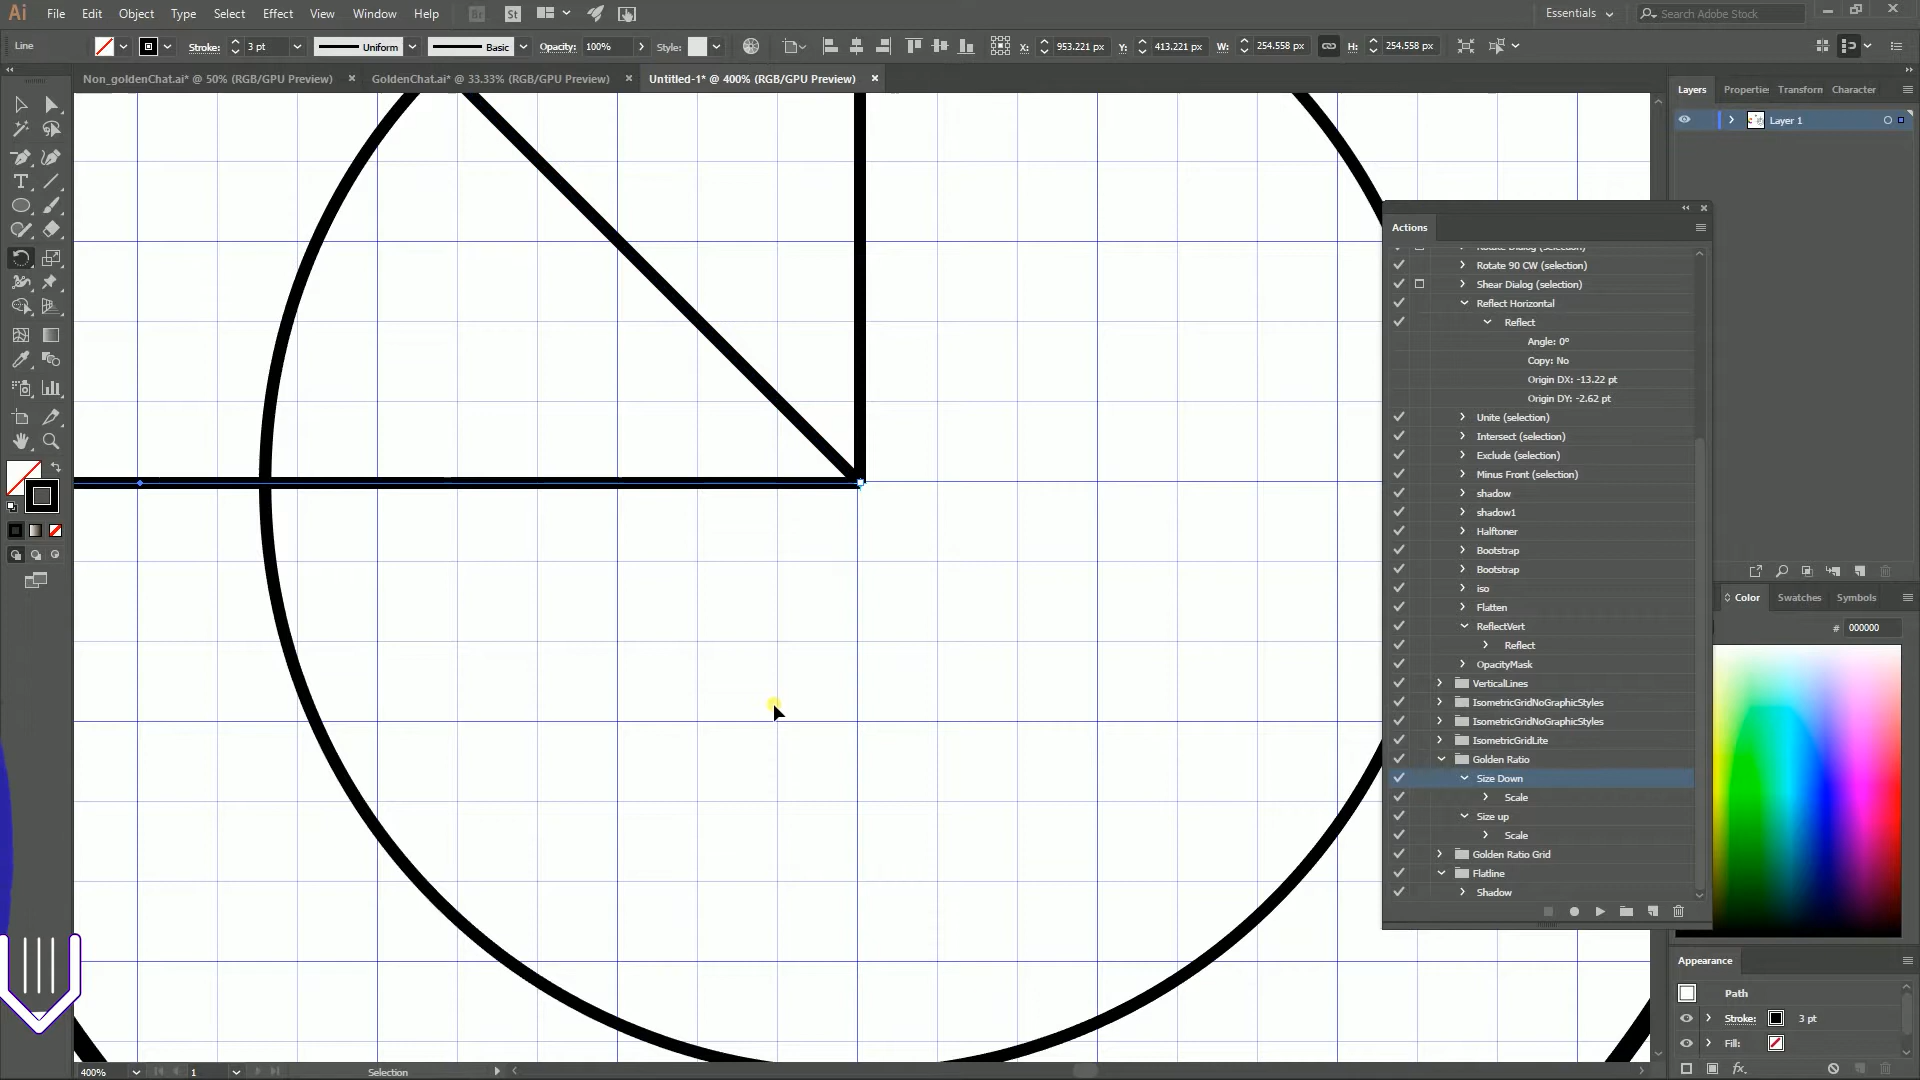 Ai File Edit Object Type Select Effect View Window Help Br St Essentials Search Adobe Stock
Line Stroke: 3 pt Uniform Basic Opacity: 100% Style: X: 953.221 px Y: 413.221 px W: 254.558 px H: 254.558 px
Non_goldenChat.ai* @ 50% (RGB/GPU Preview) × GoldenChat.ai* @ 33.33% (RGB/GPU Preview) × Untitled-1* @ 400% (RGB/GPU Preview) ×
Layers Properties Transform Character
Layer 1
Actions
Rotate Dialog (selection)
Rotate 90 CW (selection)
Shear Dialog (selection)
Reflect Horizontal
Reflect
Angle: 0°
Copy: No
Origin DX: -13.22 pt
Origin DY: -2.62 pt
Unite (selection)
Intersect (selection)
Exclude (selection)
Minus Front (selection)
shadow
shadow1
Halftoner
Bootstrap
Bootstrap
iso
Flatten
ReflectVert
Reflect
OpacityMask
VerticalLines
IsometricGridNoGraphicStyles
IsometricGridNoGraphicStyles
IsometricGridLite
Golden Ratio
Size Down
Scale
Size up
Scale
Golden Ratio Grid
Flatline
Shadow
Color Swatches Symbols
# 000000
Appearance
Path
Stroke: 3 pt
Fill:
fx.
400% 1 Selection